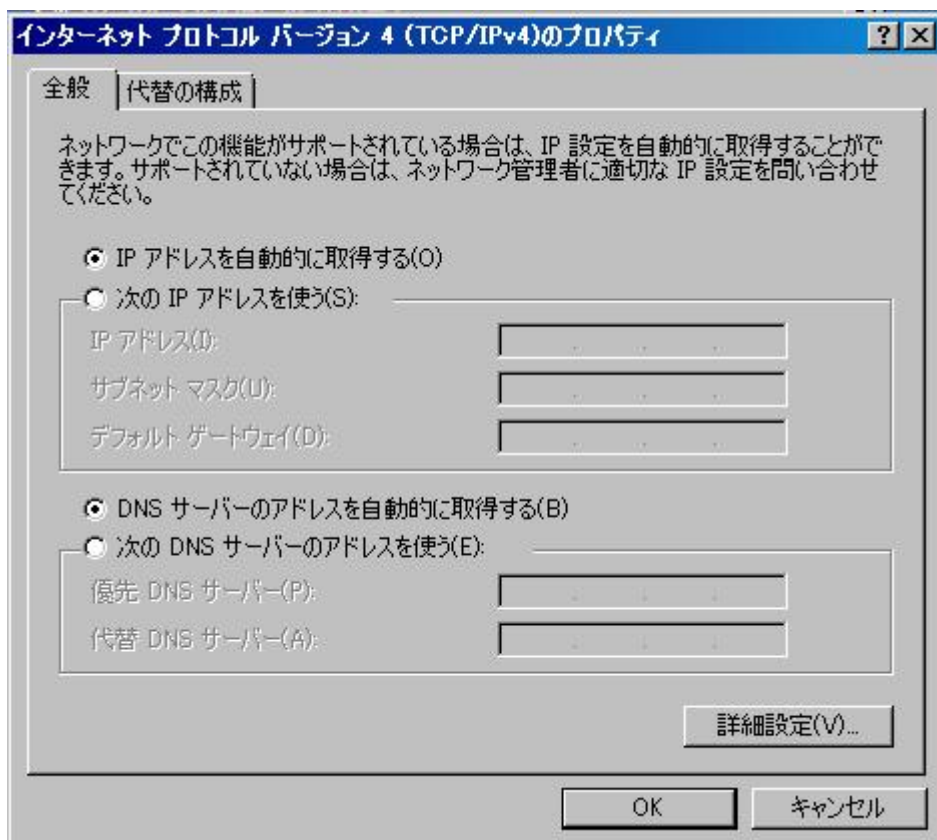 インターネット プロトコル バージョン 4 (TCP/IPv4)のプロパティ
全般
代替の構成
ネットワークでこの機能がサポートされている場合は、IP 設定を自動的に取得することがで
きます。サポートされていない場合は、ネットワーク管理者に適切な IP 設定を問い合わせ
てください。
IP アドレスを自動的に取得する(O)
次の IP アドレスを使う(S):
IP アドレス(I):
サブネット マスク(U):
デフォルト ゲートウェイ(D):
DNS サーバーのアドレスを自動的に取得する(B)
次の DNS サーバーのアドレスを使う(E):
優先 DNS サーバー(P):
代替 DNS サーバー(A):
詳細設定(V)...
OK
キャンセル